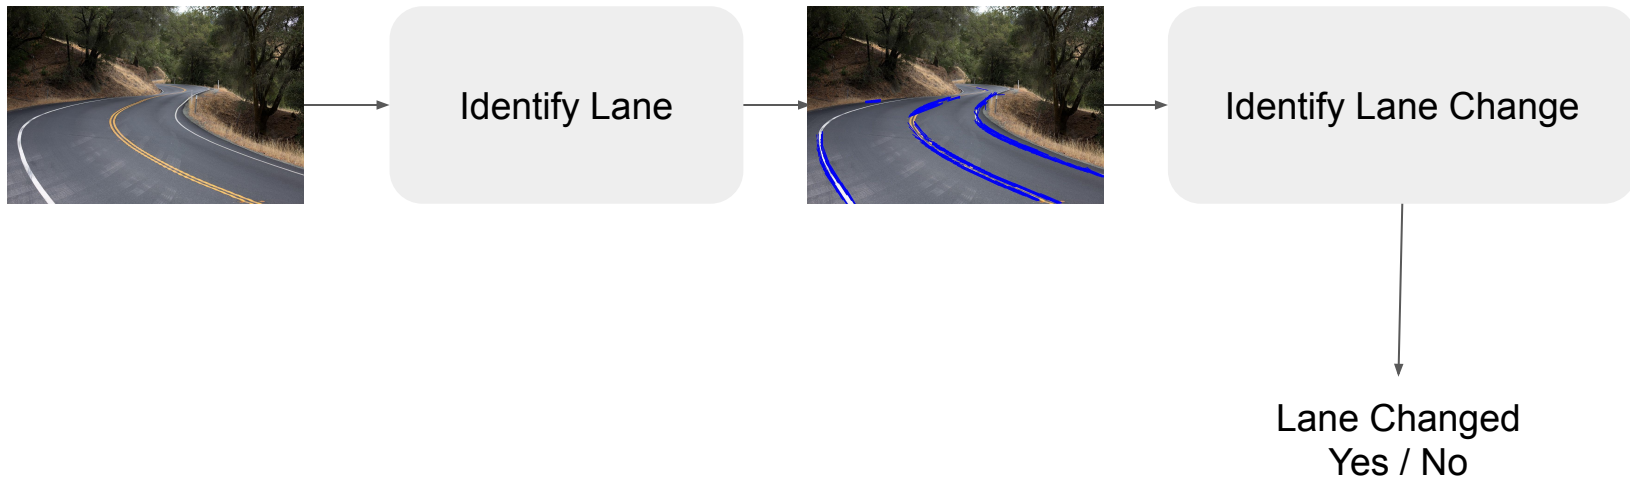 Identify Lane
Identify Lane Change
Lane Changed
Yes / No